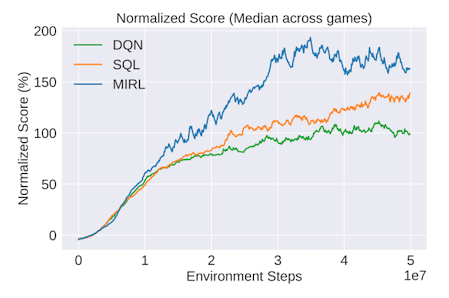 Normalized Score (Median across games)
Normalized Score (%)
200
150
100
50
0
DQN
SQL
MIRL
0 1 2 3 4 5
1e7
Environment Steps